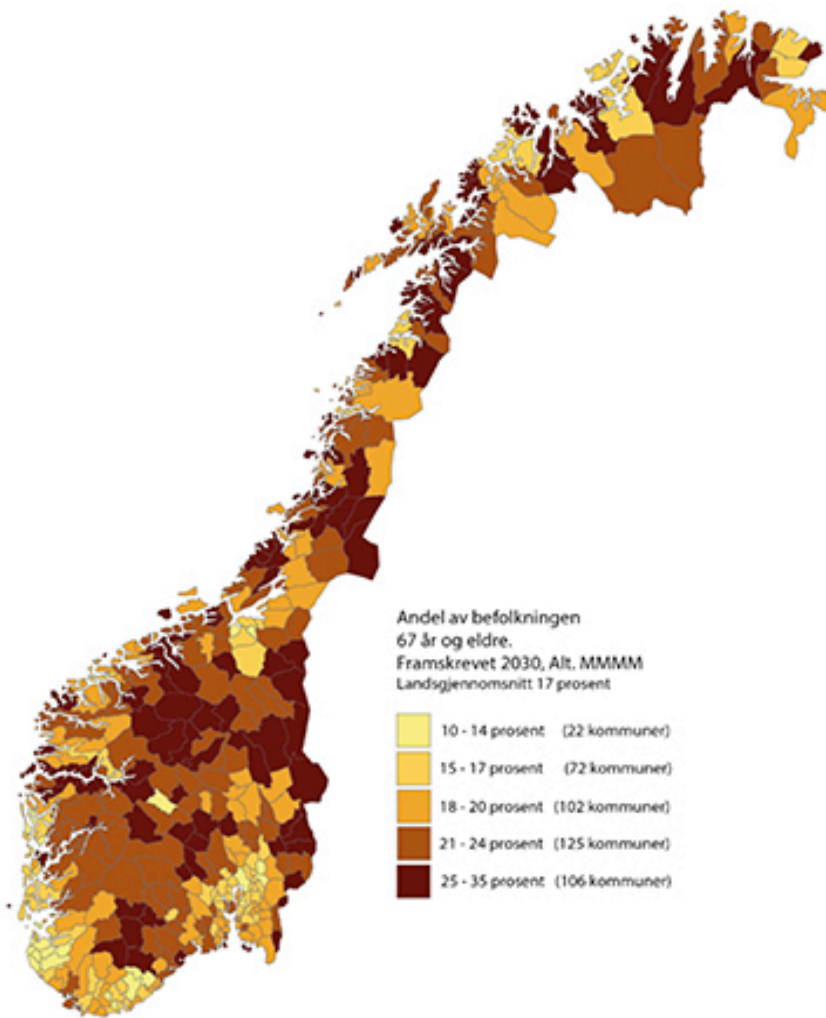 Andel av befolkningen
67 år og eldre.
Framskrevet 2030, Alt. MMMM
Landsgjennomsnitt 17 prosent
10 - 14 prosent (22 kommuner)
15 - 17 prosent (72 kommuner)
18 - 20 prosent (102 kommuner)
21 - 24 prosent (125 kommuner)
25 - 35 prosent (106 kommuner)